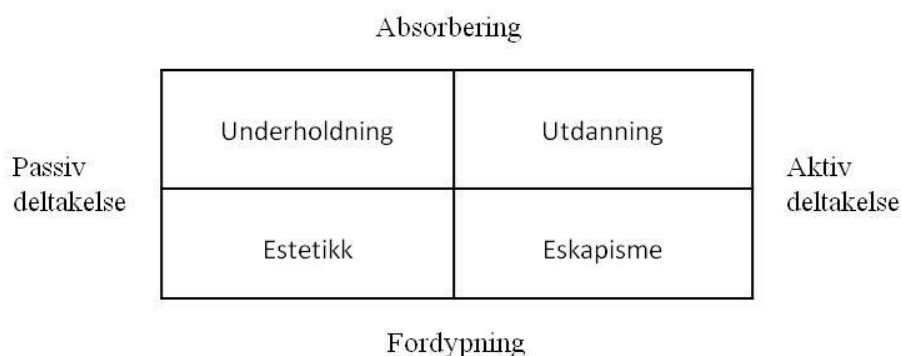 Absorbering
Underholdning
Utdanning
Passiv
deltakelse
Aktiv
deltakelse
Estetikk
Eskapisme
Fordypning